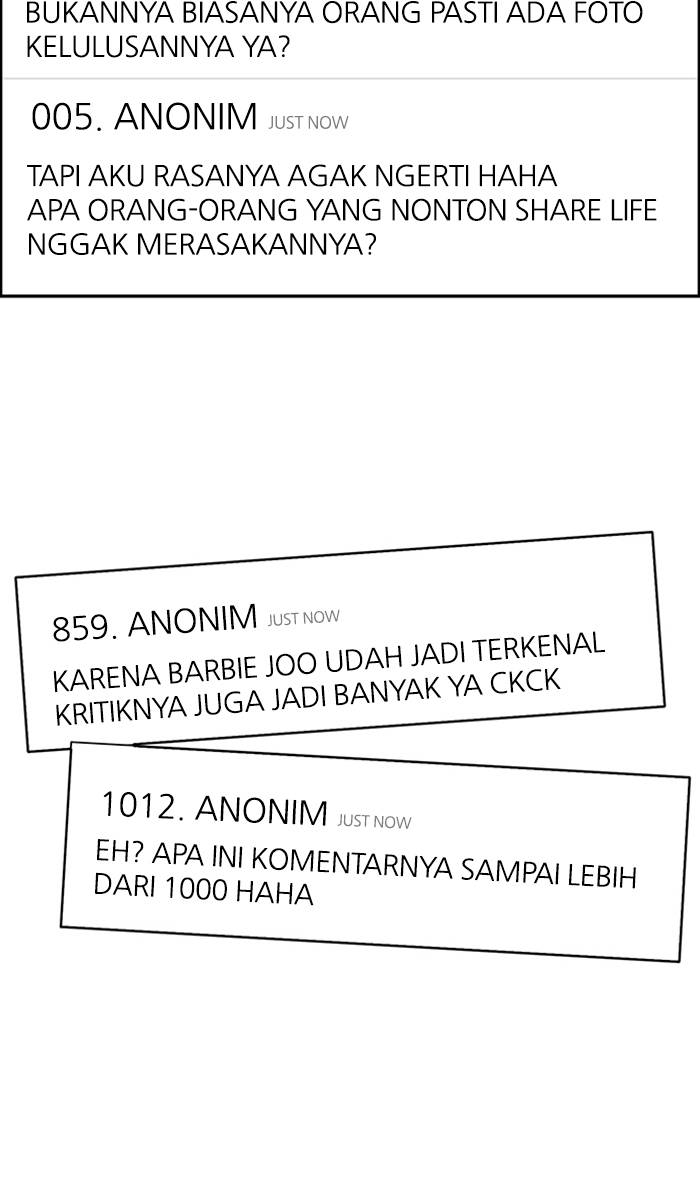 BUKANNYA BIASANYA ORANG PASTI ADA FOTO
KELULUSANNYA YA?
005. ANONIM JUST NOW
TAPI AKU RASANYA AGAK NGERTI HAHA
APA ORANG-ORANG YANG NONTON SHARE LIFE
NGGAK MERASAKANNYA?
859. ANONIM JUST NOW
KARENA BARBIE JOO UDAH JADI TERKENAL
KRITIKNYA JUGA JADI BANYAK YA CKCK
1012. ANONIM JUST NOW
EH? APA INI KOMENTARNYA SAMPAI LEBIH
DARI 1000 HAHA